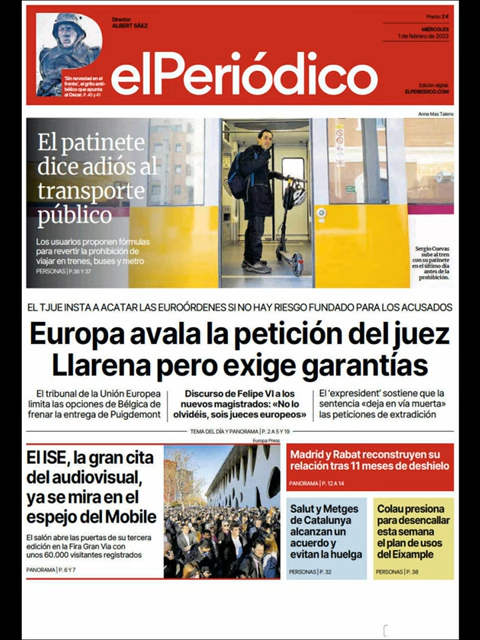 Director:
ALBERT SÁEZ
Precio: 2 €
MIÉRCOLES
1 de febrero de 2023
'Sin novedad en el
frente', el grito anti-
bélico que apunta
al Oscar. P. 40 y 41
elPeriódico
Edición digital:
ELPERIODICO.COM
Anna Mas Talens
El patinete
dice adiós al
transporte
público
Los usuarios proponen fórmulas
para revertir la prohibición de
viajar en trenes, buses y metro
PERSONAS | P.36 Y 37
Sergio Cuevas
sube al tren
con su patinete
en el último día
antes de la
prohibición.
EL TJUE INSTA A ACATAR LAS EUROÓRDENES SI NO HAY RIESGO FUNDADO PARA LOS ACUSADOS
Europa avala la petición del juez
Llarena pero exige garantías
El tribunal de la Unión Europea
limita las opciones de Bélgica de
frenar la entrega de Puigdemont
Discurso de Felipe VI a los
nuevos magistrados: «No lo
olvidéis, sois jueces europeos»
El 'expresident' sostiene que la
sentencia «deja en vía muerta»
las peticiones de extradición
TEMA DEL DÍA Y PANORAMA | P. 2 A 5 Y 19
Europa Press
El ISE, la gran cita
del audiovisual,
ya se mira en el
espejo del Mobile
El salón abre las puertas de su tercera
edición en la Fira Gran Via con
unos 60.000 visitantes registrados
PANORAMA | P. 6 Y 7
Madrid y Rabat reconstruyen su
relación tras 11 meses de deshielo
PANORAMA | P. 12 A 14
Salut y Metges
de Catalunya
alcanzan un
acuerdo y
evitan la huelga
PERSONAS | P. 32
Colau presiona
para desencallar
esta semana
el plan de usos
del Eixample
PERSONAS | P. 38